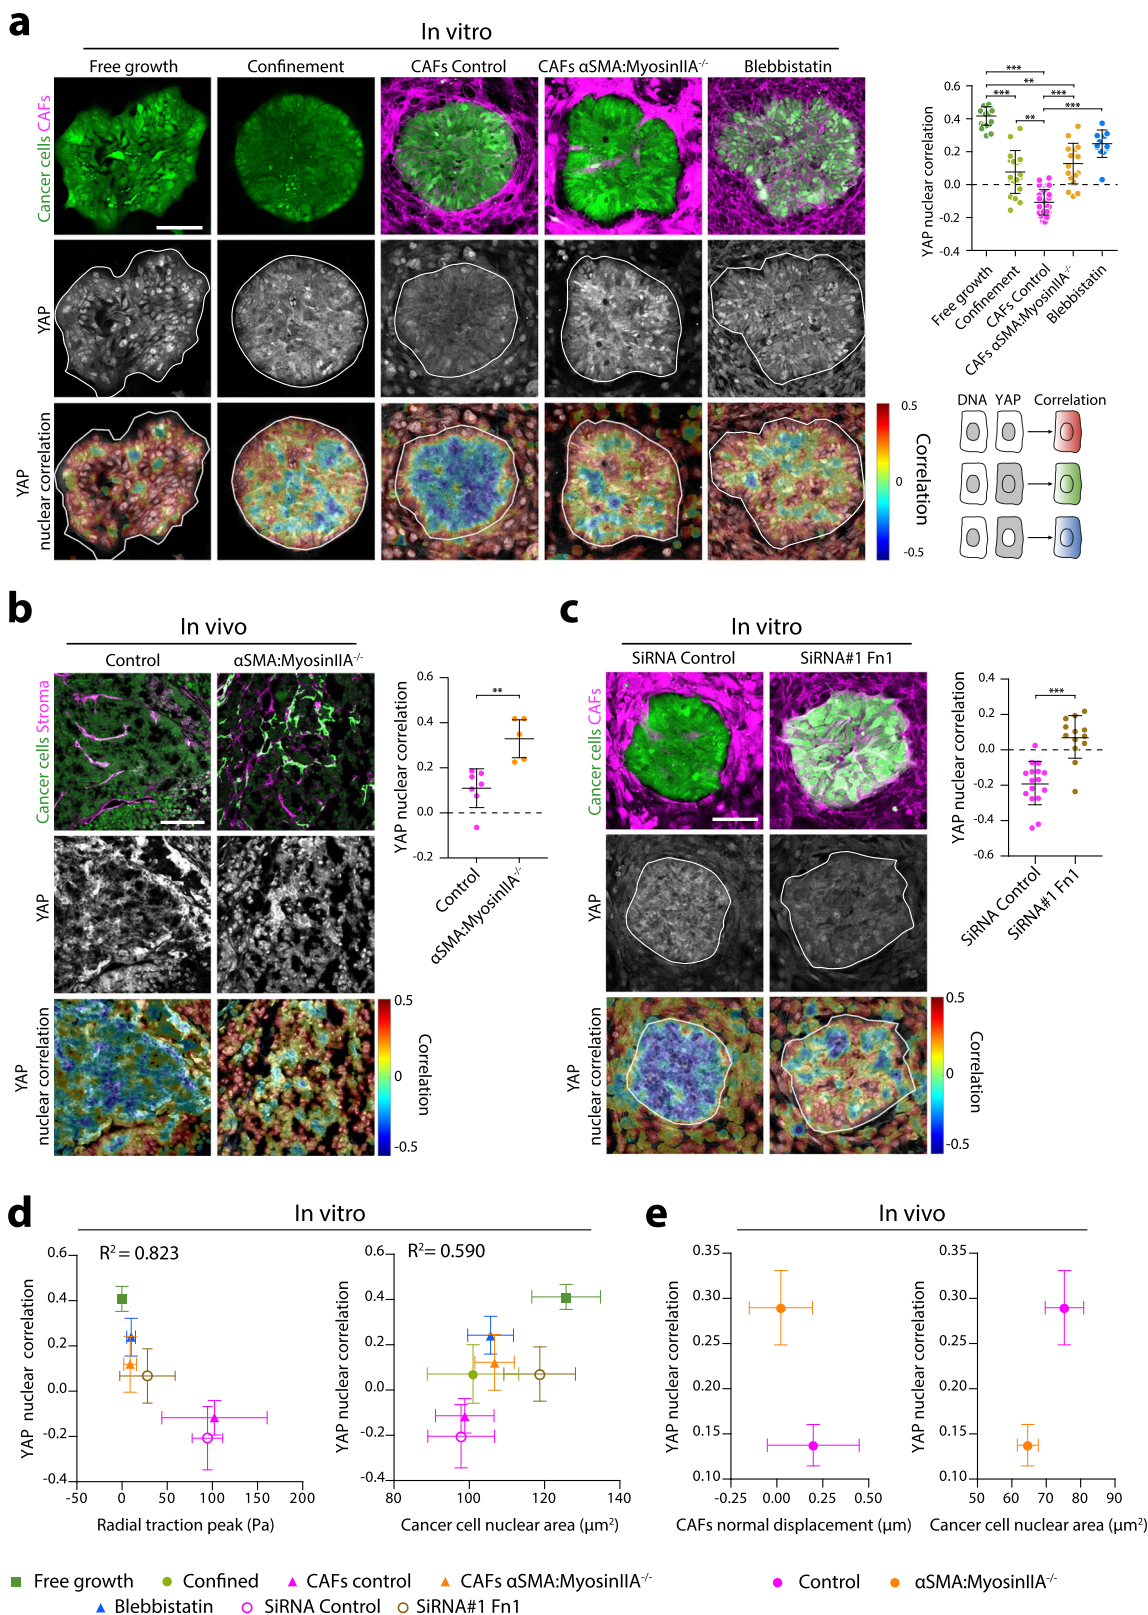 a
In vitro
Free growth
Confinement
CAFs Control
CAFs αSMA:MyosinIIA-/-
Blebbistatin
Cancer cells CAFs
YAP
YAP
nuclear correlation
0.5
0
-0.5
Correlation
YAP nuclear correlation
0.6
0.4
0.2
0.0
-0.2
-0.4
***
**
***
***
***
**
Free growth
Confinement
CAFs Control
CAFs αSMA:MyosinIIA-/-
Blebbistatin
DNA YAP Correlation
b
In vivo
Control
αSMA:MyosinIIA-/-
Cancer cells Stroma
YAP
YAP
nuclear correlation
0.5
0
-0.5
Correlation
YAP nuclear correlation
0.6
0.4
0.2
0.0
-0.2
**
Control
αSMA:MyosinIIA-/-
c
In vitro
SiRNA Control
SiRNA#1 Fn1
Cancer cells CAFs
YAP
YAP
nuclear correlation
0.5
0
-0.5
Correlation
YAP nuclear correlation
0.4
0.2
0.0
-0.2
-0.4
-0.6
***
SiRNA Control
SiRNA#1 Fn1
d
In vitro
R2 = 0.823
YAP nuclear correlation
0.6
0.4
0.2
0.0
-0.2
-0.4
-50 0 50 100 150 200
Radial traction peak (Pa)
R2= 0.590
YAP nuclear correlation
0.6
0.4
0.2
0.0
-0.2
-0.4
80 100 120 140
Cancer cell nuclear area (µm2)
e
In vivo
YAP nuclear correlation
0.35
0.30
0.25
0.20
0.15
0.10
-0.25 0.00 0.25 0.50
CAFs normal displacement (µm)
YAP nuclear correlation
0.35
0.30
0.25
0.20
0.15
0.10
50 60 70 80 90
Cancer cell nuclear area (µm2)
Free growth
Confined
CAFs control
CAFs αSMA:MyosinIIA-/-
Blebbistatin
SiRNA Control
SiRNA#1 Fn1
Control
αSMA:MyosinIIA-/-